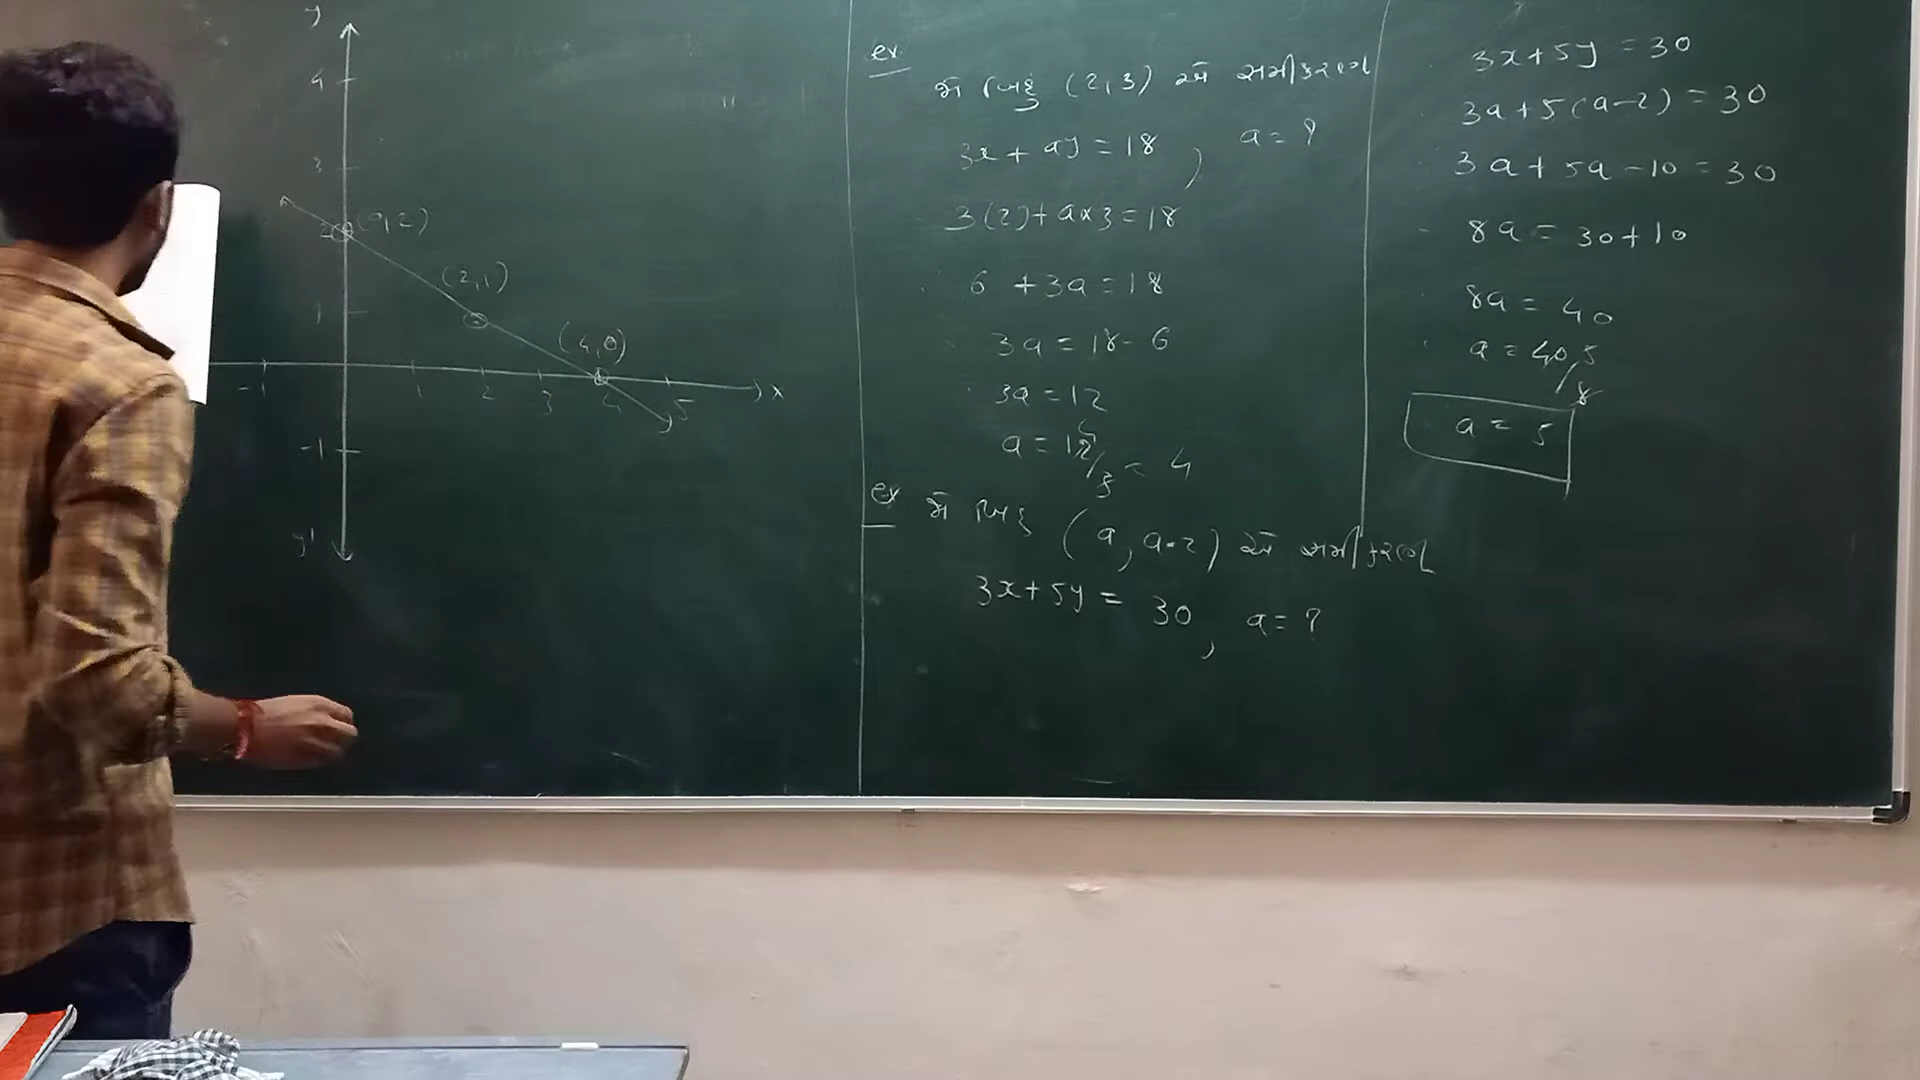 y
4
3
2 (0,2)
(2,1)
1
(4,0)
-1 1 2 3 4 5 x
-1
y'
ex.
જો બિંદુ (2,3) એ સમીકરણ
3x + ay = 18 , a = ?
3(2) + a×3 = 18
6 + 3a = 18
3a = 18 - 6
3a = 12
a = 12/3 = 4
ex જો બિંદુ (a, a-2) એ સમીકરણ
3x + 5y = 30 , a = ?
3x + 5y = 30
3a + 5(a-2) = 30
3a + 5a - 10 = 30
8a = 30 + 10
8a = 40
a = 40/8 5
a = 5